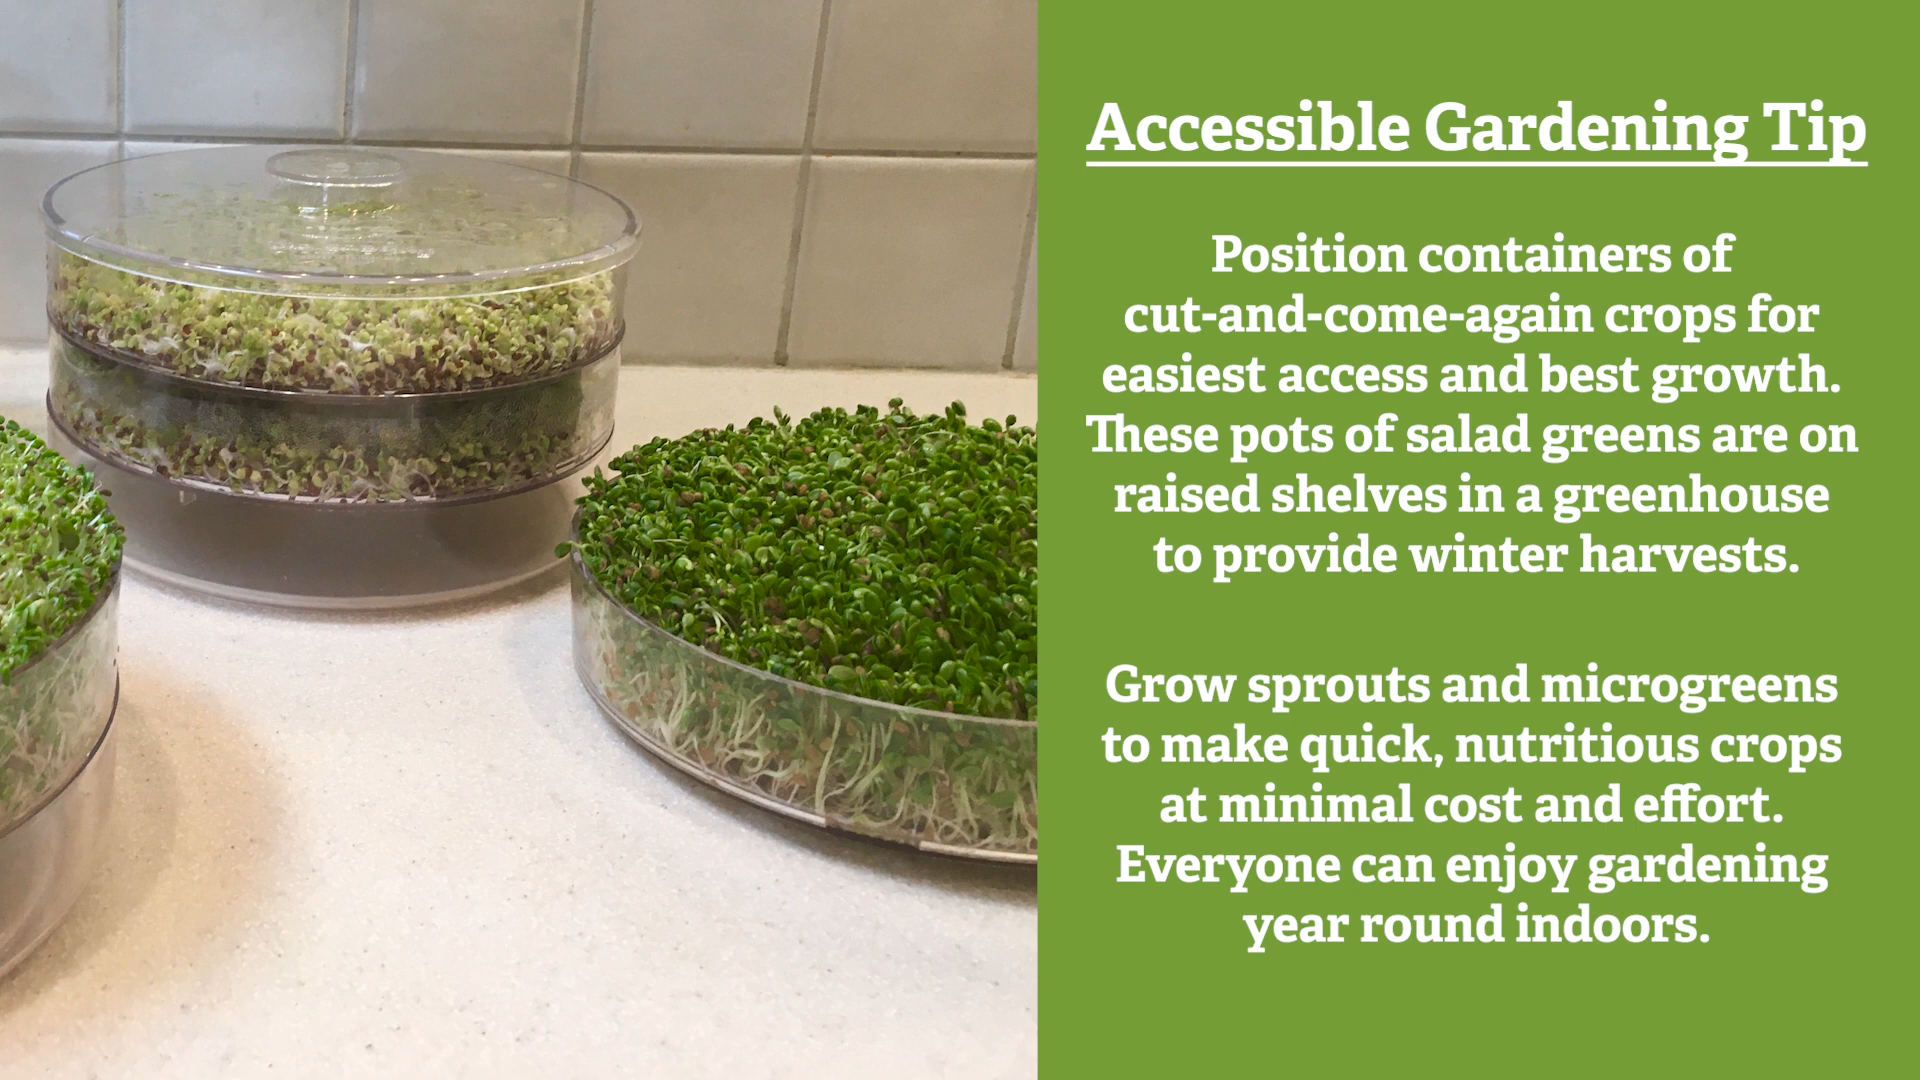 Accessible Gardening Tip
Position containers of
cut-and-come-again crops for
easiest access and best growth.
These pots of salad greens are on
raised shelves in a greenhouse
to provide winter harvests.
Grow sprouts and microgreens
to make quick, nutritious crops
at minimal cost and effort.
Everyone can enjoy gardening
year round indoors.